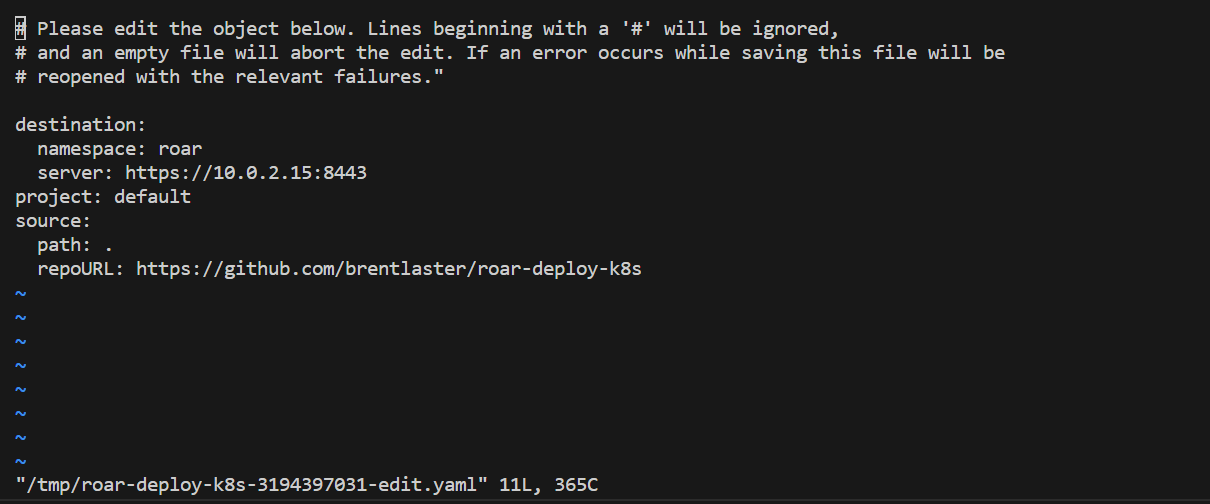 # Please edit the object below. Lines beginning with a '#' will be ignored,
# and an empty file will abort the edit. If an error occurs while saving this file will be
# reopened with the relevant failures."

destination:
  namespace: roar
  server: https://10.0.2.15:8443
project: default
source:
  path: .
  repoURL: https://github.com/brentlaster/roar-deploy-k8s
~
~
~
~
~
~
~
~
"/tmp/roar-deploy-k8s-3194397031-edit.yaml" 11L, 365C